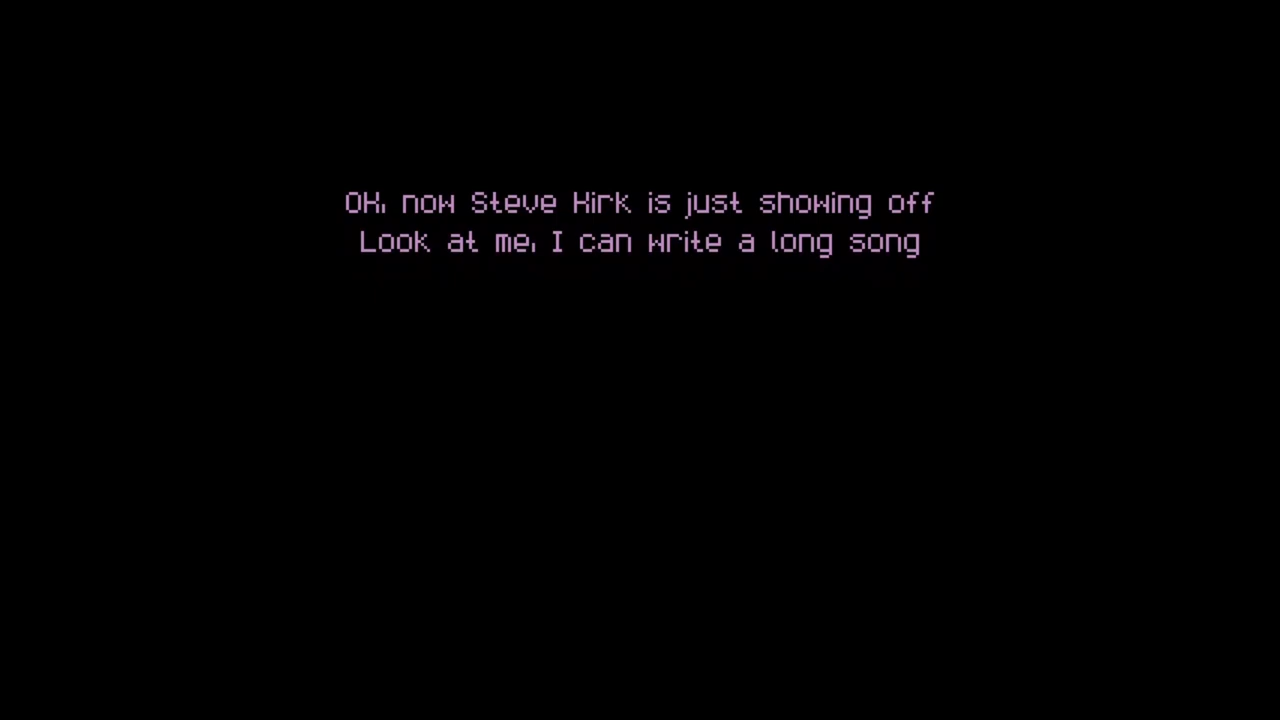 OK, now Steve Kirk is just showing off
Look at me, I can write a long song